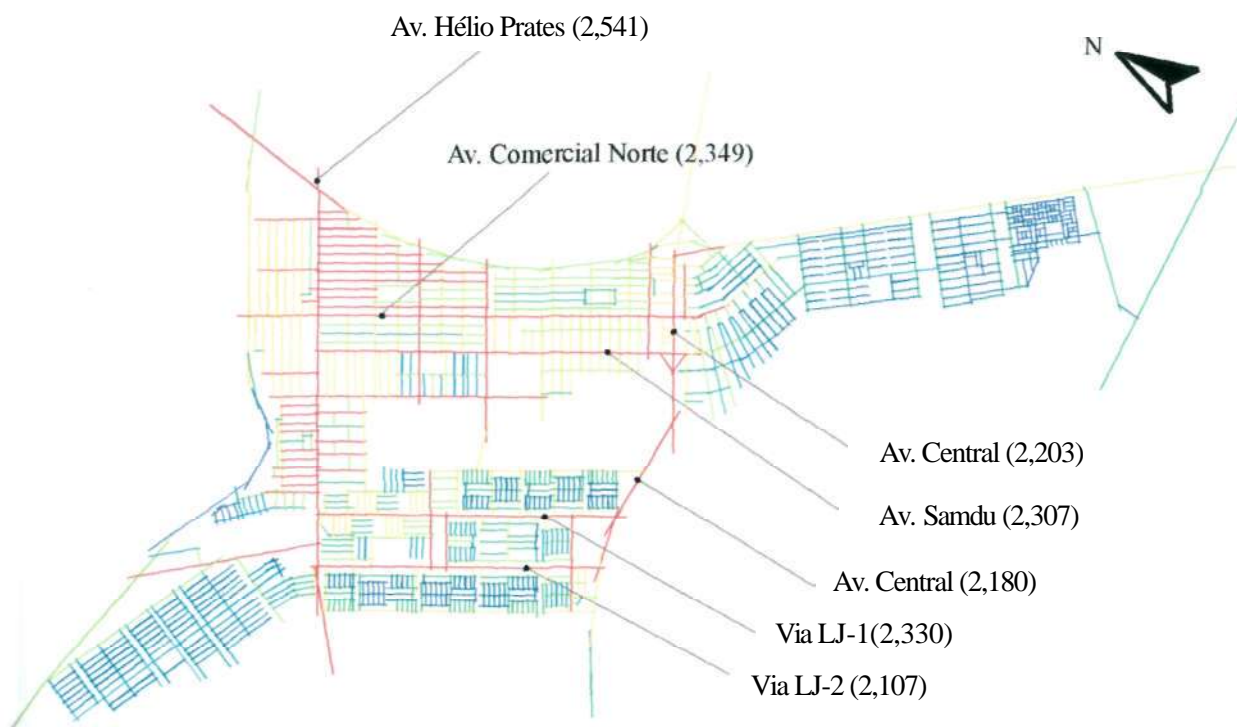 Av. Hélio Prates (2,541)
N
Av. Comercial Norte (2,349)
Av. Central (2,203)
Av. Samdu (2,307)
Av. Central (2,180)
Via LJ-1(2,330)
Via LJ-2 (2,107)